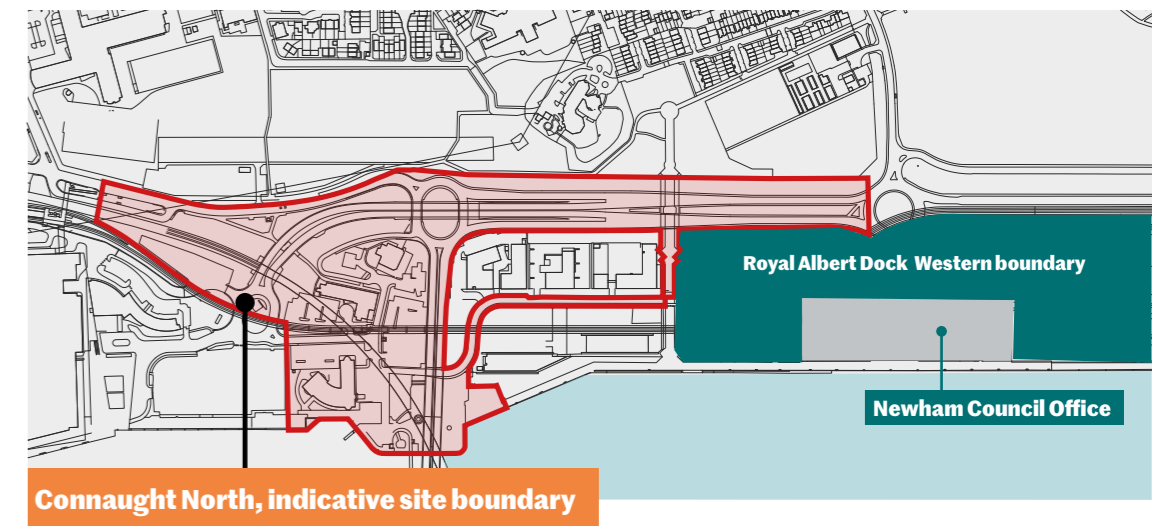 Royal Albert Dock Western boundary
Newham Council Office
Connaught North, indicative site boundary